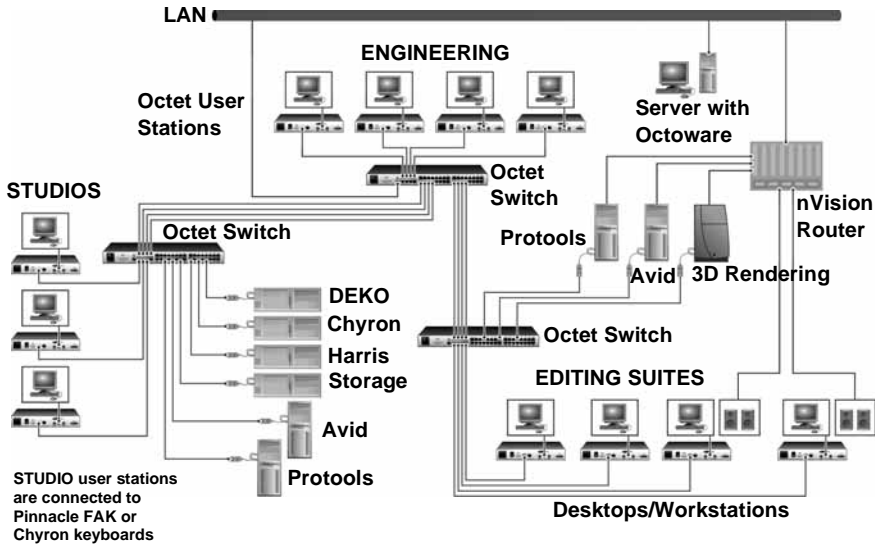 LAN
ENGINEERING
Octet User
Stations
Server with
Octoware
Octet
Switch
nVision
Router
STUDIOS
Octet Switch
Protools
Avid
3D Rendering
DEKO
Chyron
Harris
Storage
Octet Switch
EDITING SUITES
Avid
Protools
STUDIO user stations
are connected to
Pinnacle FAK or
Chyron keyboards
Desktops/Workstations